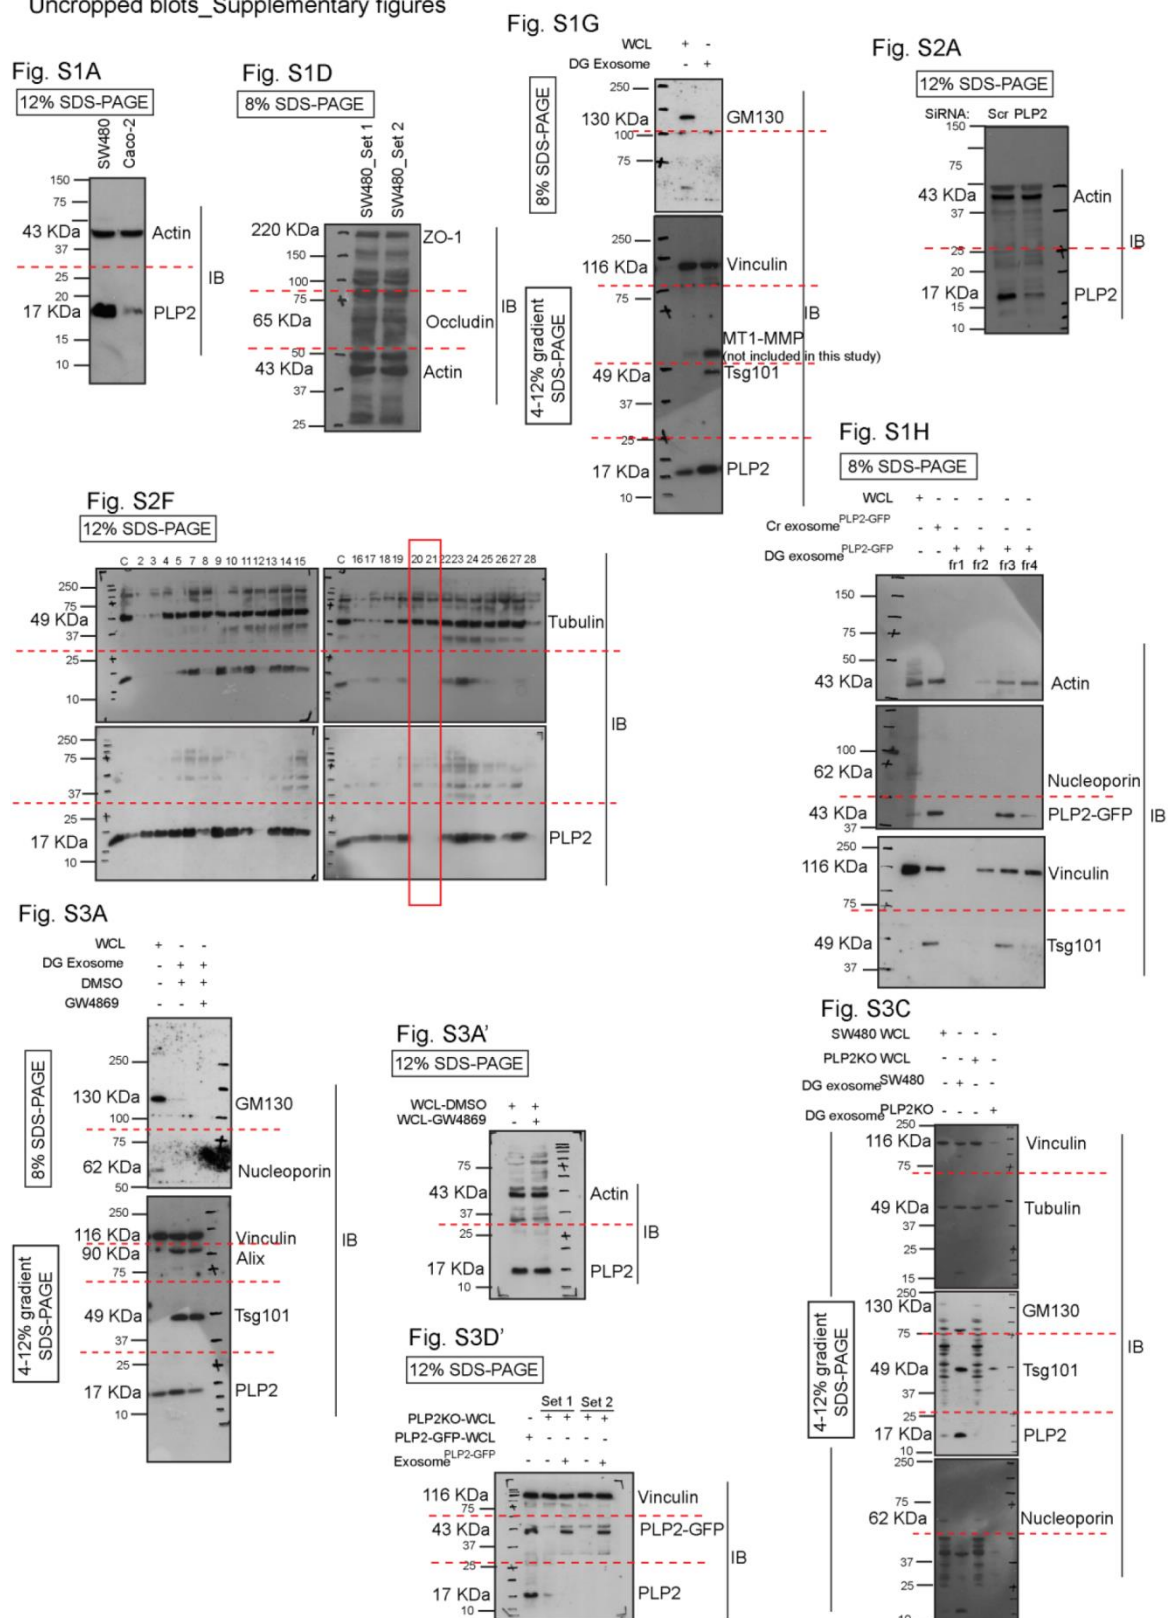 Uncropped blots_Supplementary figures
Fig. S1A
12% SDS-PAGE
SW480
Caco-2
150
75
43 KDa
37
25
20
17 KDa
15
10
Actin
PLP2
IB
Fig. S1D
8% SDS-PAGE
SW480_Set 1
SW480_Set 2
220 KDa
150
100
75
65 KDa
50
43 KDa
37
25
ZO-1
Occludin
Actin
IB
Fig. S1G
WCL + -
DG Exosome - +
8% SDS-PAGE
250
130 KDa
100
75
GM130
4-12% gradient
SDS-PAGE
250
116 KDa
75
49 KDa
37
25
17 KDa
10
Vinculin
MT1-MMP
(not included in this study)
Tsg101
PLP2
IB
Fig. S2A
12% SDS-PAGE
SiRNA: Scr PLP2
150
75
43 KDa
37
25
20
17 KDa
15
10
Actin
PLP2
IB
Fig. S2F
12% SDS-PAGE
C 2 3 4 5 7 8 9 10 11 12 13 14 15
C 16 17 18 19 20 21 22 23 24 25 26 27 28
250
75
49 KDa
37
25
10
Tubulin
250
75
37
25
17 KDa
10
PLP2
IB
Fig. S1H
8% SDS-PAGE
WCL + - - - - -
Cr exosome PLP2-GFP - + - - - -
DG exosome PLP2-GFP - - + + + +
fr1 fr2 fr3 fr4
150
75
50
43 KDa
Actin
100
62 KDa
43 KDa
37
Nucleoporin
PLP2-GFP
250
116 KDa
75
49 KDa
37
Vinculin
Tsg101
IB
Fig. S3A
WCL + - -
DG Exosome - + +
DMSO - + +
GW4869 - - +
8% SDS-PAGE
250
130 KDa
100
75
62 KDa
50
GM130
Nucleoporin
4-12% gradient
SDS-PAGE
250
116 KDa
90 KDa
75
49 KDa
37
25
17 KDa
10
Vinculin
Alix
Tsg101
PLP2
IB
Fig. S3A’
12% SDS-PAGE
WCL-DMSO + +
WCL-GW4869 - +
75
43 KDa
37
25
17 KDa
10
Actin
PLP2
IB
Fig. S3D’
12% SDS-PAGE
Set 1 Set 2
PLP2KO-WCL - + + + +
PLP2-GFP-WCL + - - - -
Exosome PLP2-GFP - - + - +
116 KDa
75
43 KDa
37
25
17 KDa
10
Vinculin
PLP2-GFP
PLP2
IB
Fig. S3C
SW480 WCL + - - -
PLP2KO WCL - - + -
DG exosome SW480 - + - -
DG exosome PLP2KO - - - +
4-12% gradient
SDS-PAGE
250
116 KDa
75
49 KDa
37
25
15
Vinculin
Tubulin
250
130 KDa
75
49 KDa
37
25
17 KDa
10
GM130
Tsg101
PLP2
250
75
62 KDa
37
25
10
Nucleoporin
IB